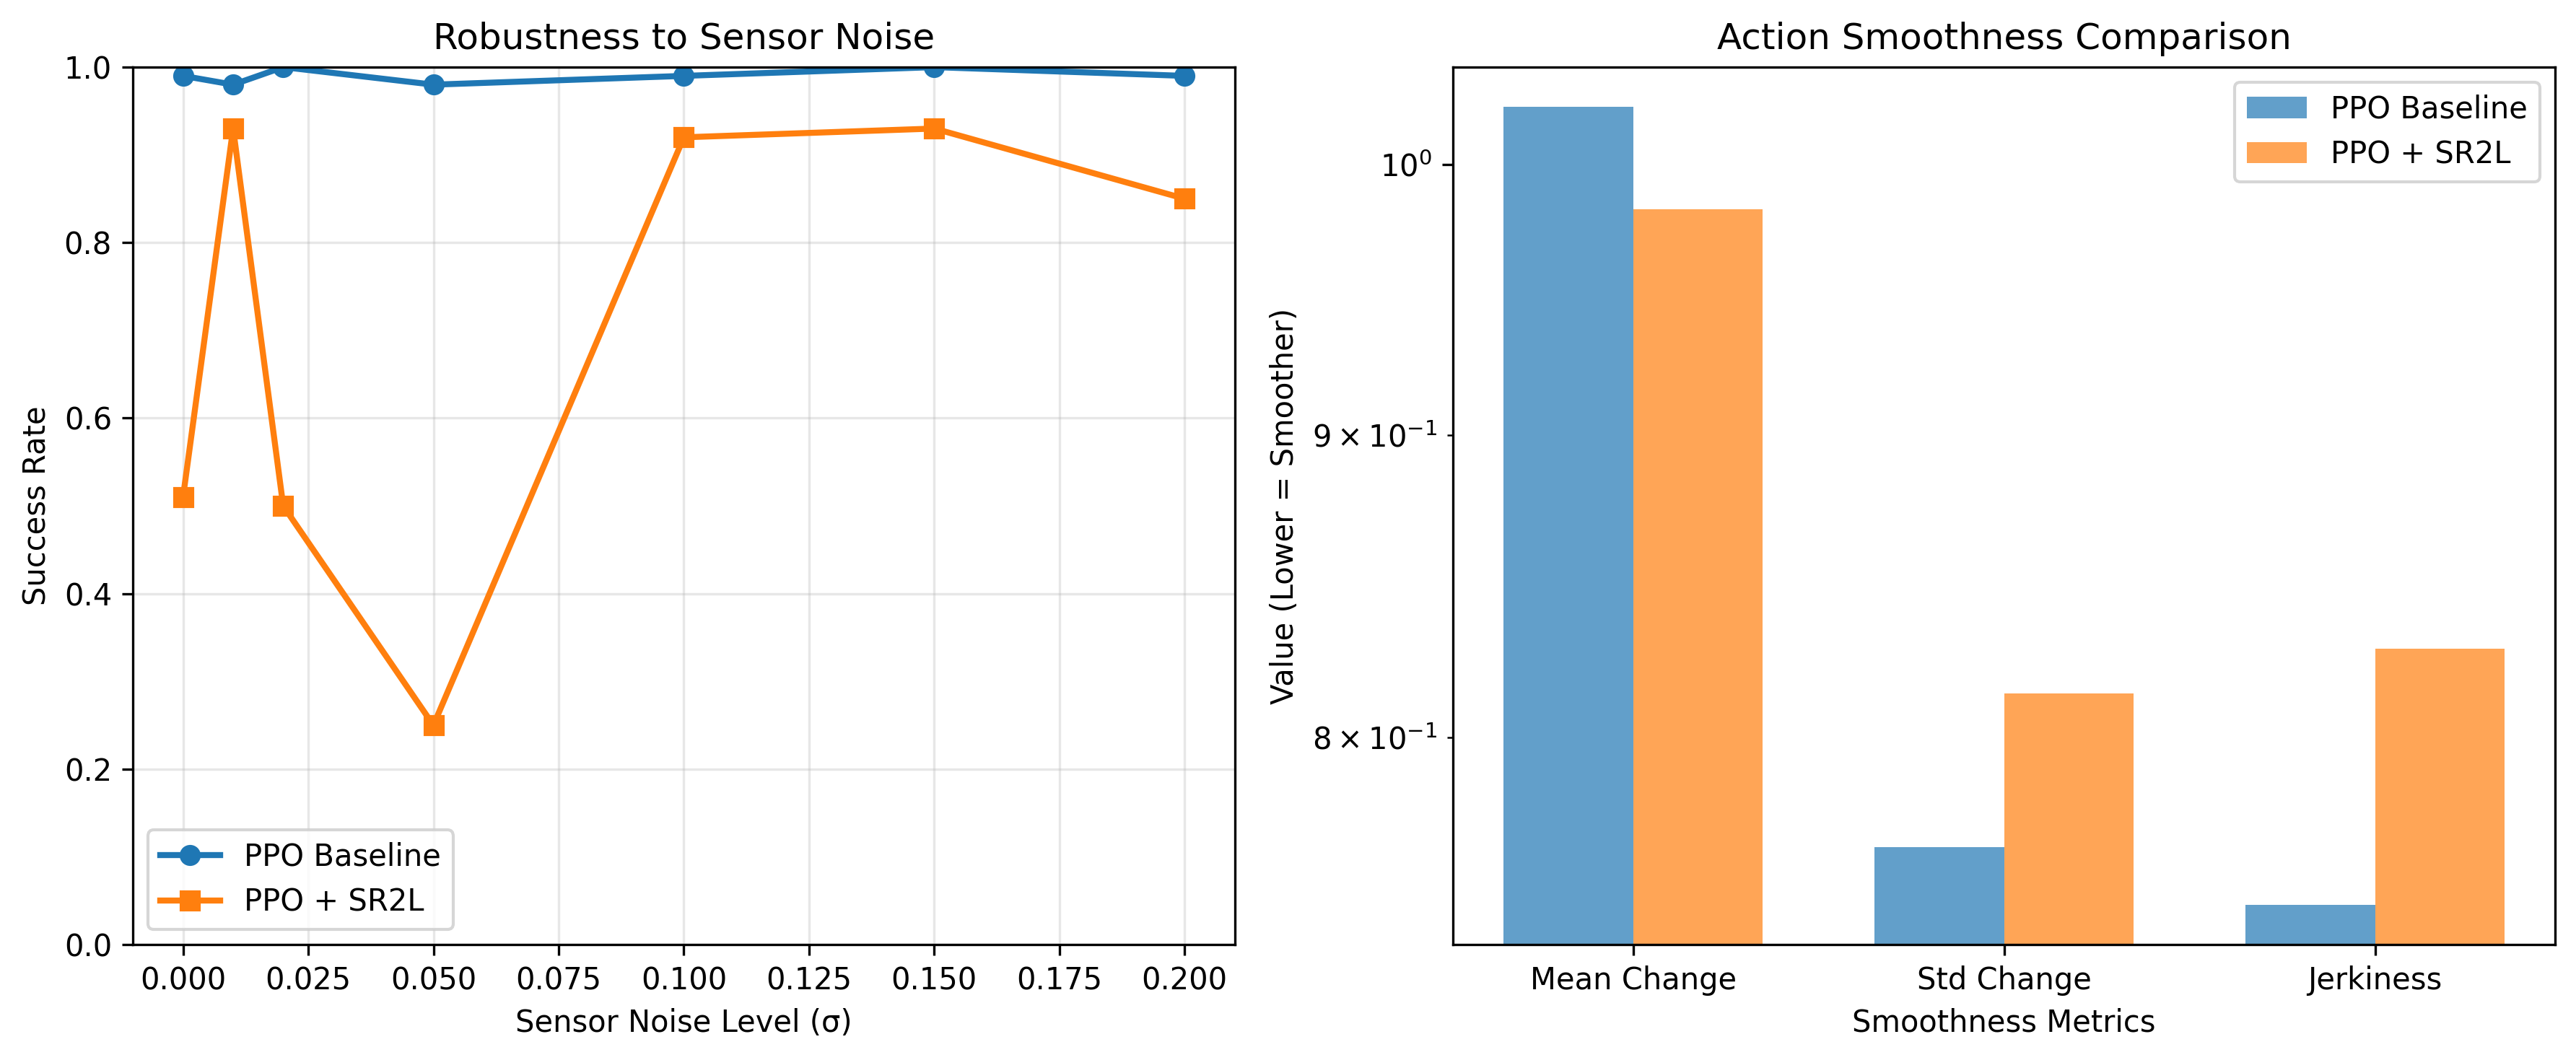 Robustness to Sensor Noise
Success Rate
1.0
0.8
0.6
0.4
0.2
0.0
PPO Baseline
PPO + SR2L
0.000 0.025 0.050 0.075 0.100 0.125 0.150 0.175 0.200
Sensor Noise Level (σ)
Action Smoothness Comparison
Value (Lower = Smoother)
10⁰
9 × 10⁻¹
8 × 10⁻¹
PPO Baseline
PPO + SR2L
Mean Change Std Change Jerkiness
Smoothness Metrics